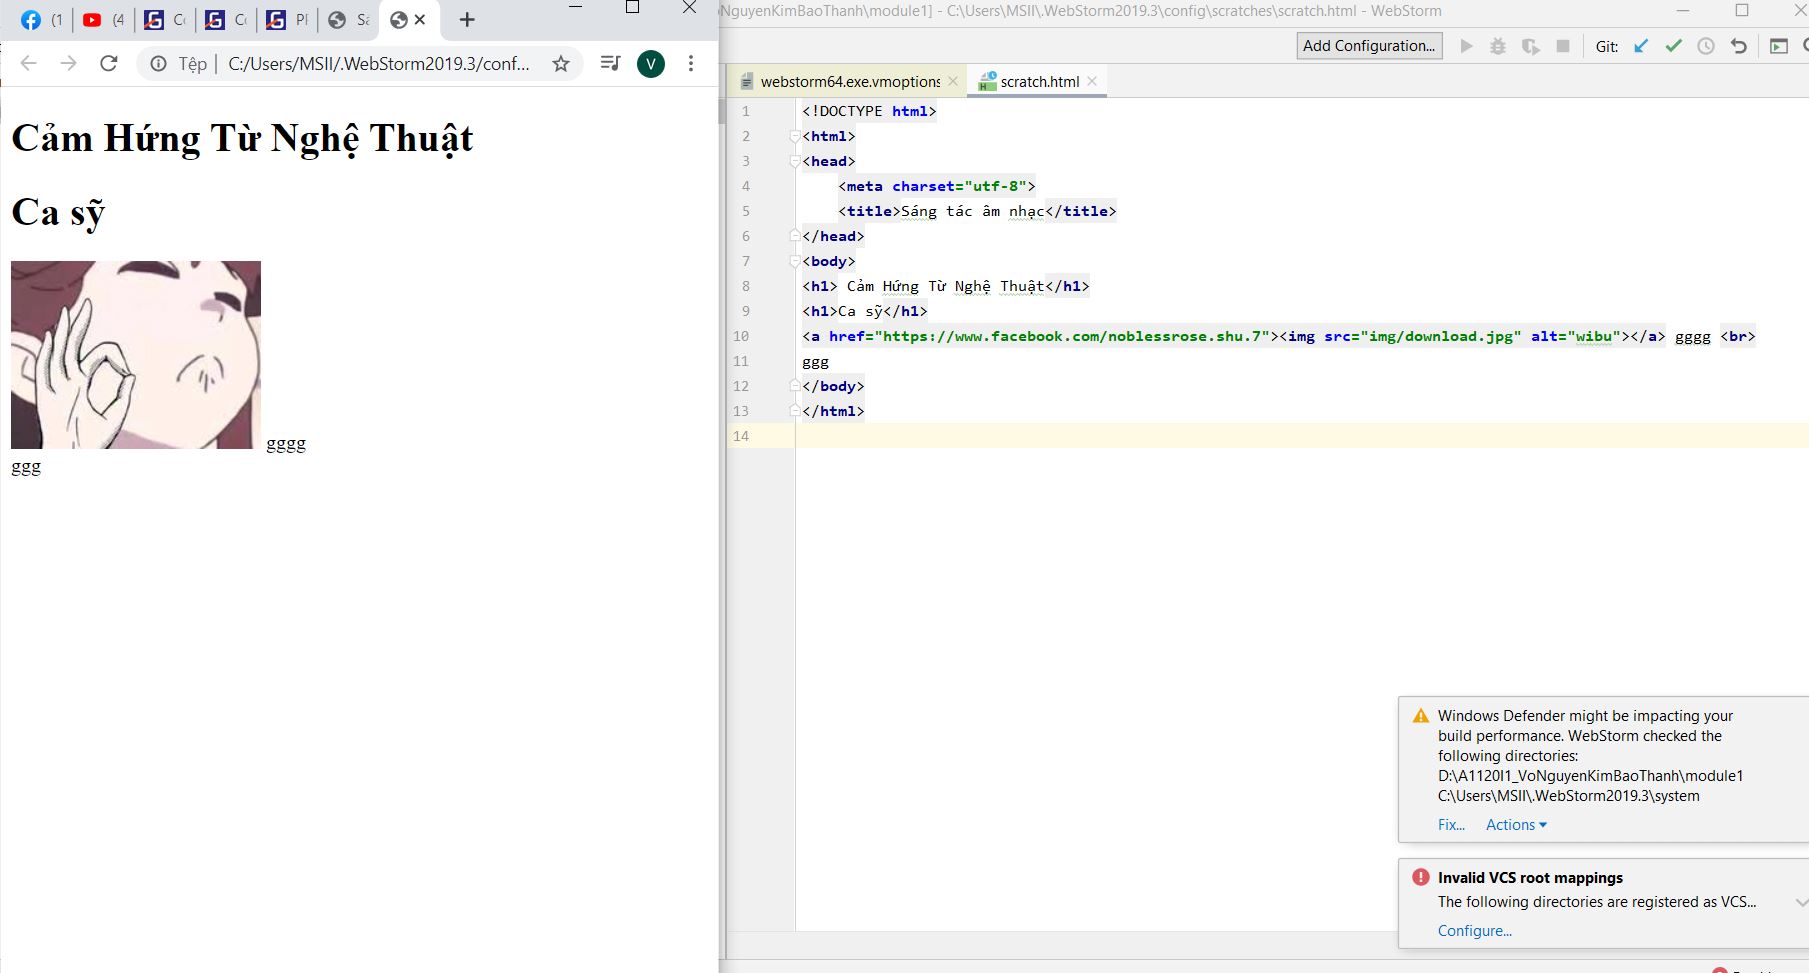 (1
(4
Cc
Cc
Pl
Sá
Tệp
C:/Users/MSII/.WebStorm2019.3/conf...
V
Cảm Hứng Từ Nghệ Thuật
Ca sỹ
gggg
ggg
oNguyenKimBaoThanh\module1] - C:\Users\MSII\.WebStorm2019.3\config\scratches\scratch.html - WebStorm
Add Configuration...
Git:
webstorm64.exe.vmoptions
scratch.html
1 <!DOCTYPE html>
2 <html>
3 <head>
4 <meta charset="utf-8">
5 <title>Sáng tác âm nhạc</title>
6 </head>
7 <body>
8 <h1> Cảm Hứng Từ Nghệ Thuật</h1>
9 <h1>Ca sỹ</h1>
10 <a href="https://www.facebook.com/noblessrose.shu.7"><img src="img/download.jpg" alt="wibu"></a> gggg <br>
11 ggg
12 </body>
13 </html>
14
Windows Defender might be impacting your
build performance. WebStorm checked the
following directories:
D:\A1120I1_VoNguyenKimBaoThanh\module1
C:\Users\MSII\.WebStorm2019.3\system
Fix... Actions
Invalid VCS root mappings
The following directories are registered as VCS...
Configure...